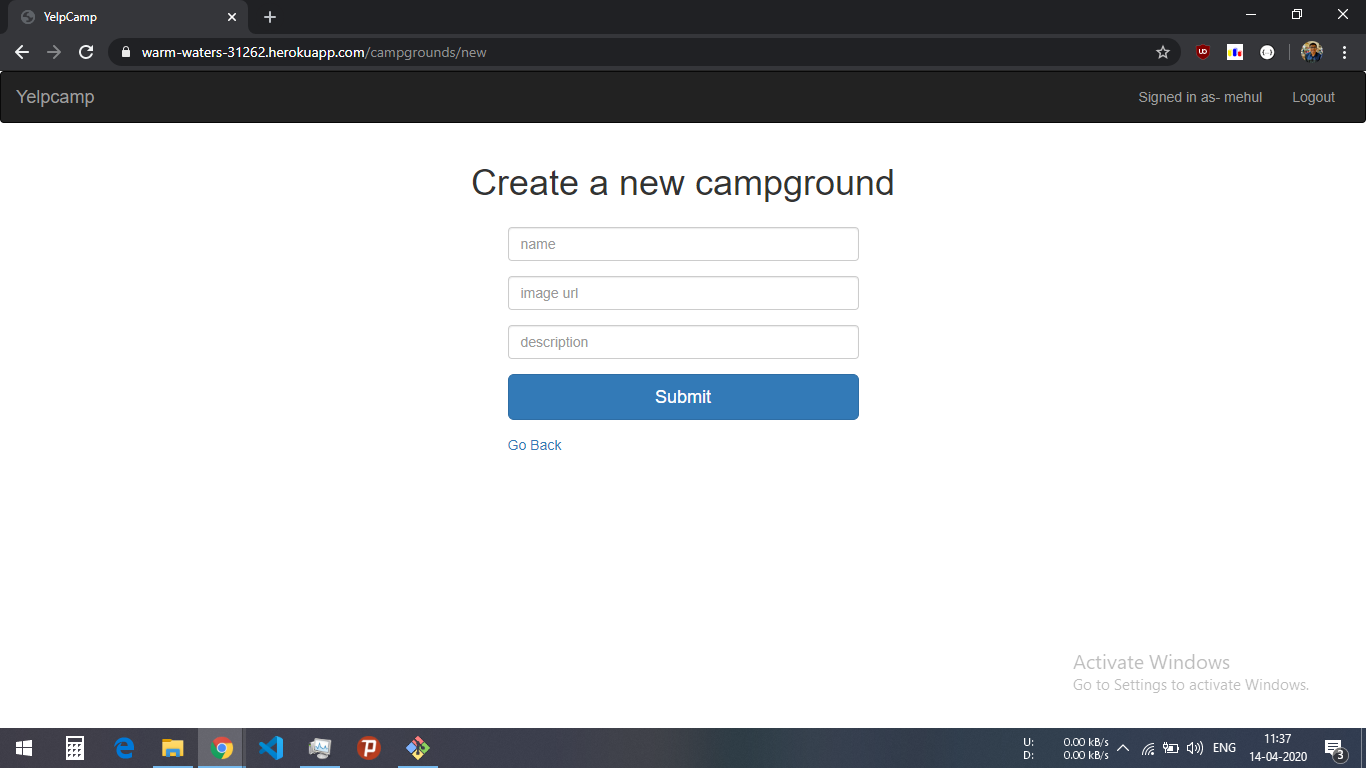 YelpCamp
warm-waters-31262.herokuapp.com/campgrounds/new
Yelpcamp
Signed in as- mehul
Logout
Create a new campground
name
image url
description
Submit
Go Back
Activate Windows
Go to Settings to activate Windows.
U: 0.00 kB/s
D: 0.00 kB/s
ENG
11:37
14-04-2020
3